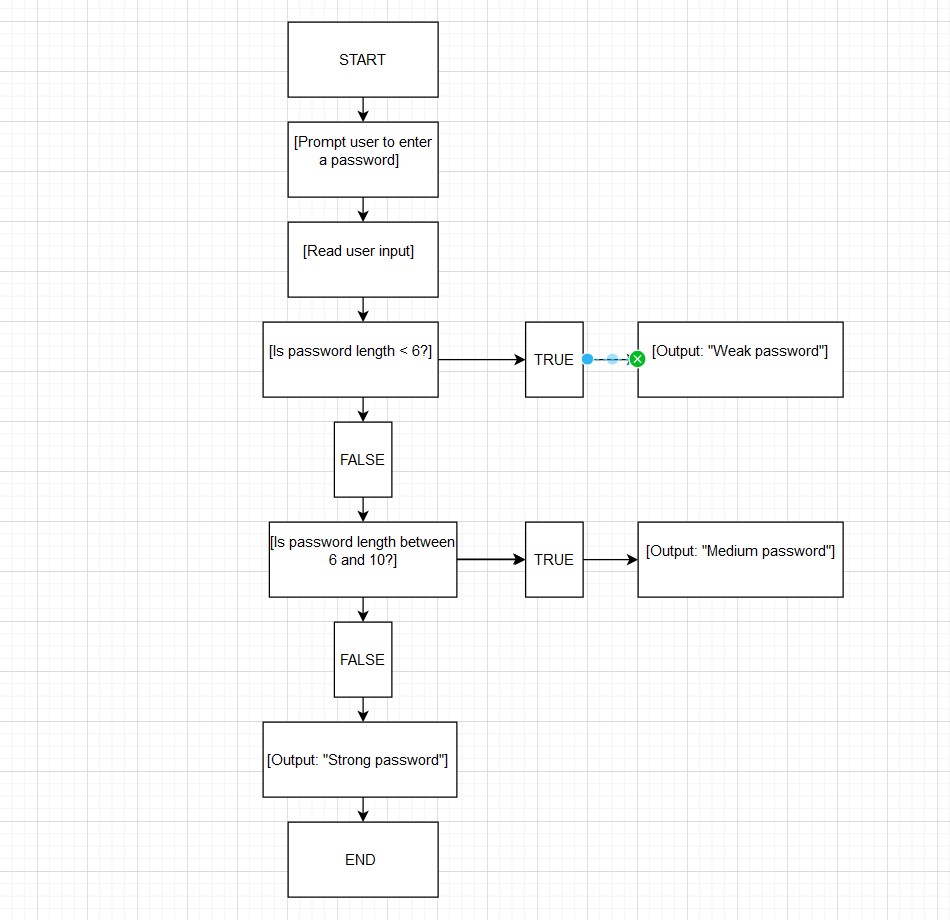 START
[Prompt user to enter
a password]
[Read user input]
[Is password length < 6?]
TRUE
[Output: "Weak password"]
FALSE
[Is password length between
6 and 10?]
TRUE
[Output: "Medium password"]
FALSE
[Output: "Strong password"]
END